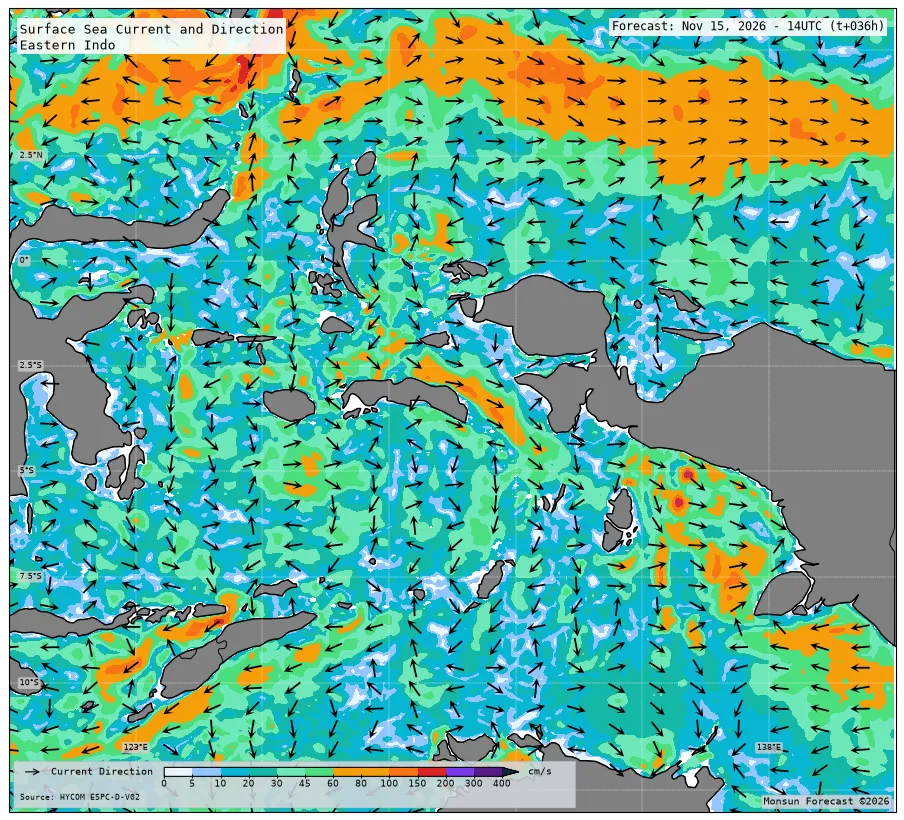 Surface Sea Current and Direction
Eastern Indo
Forecast: Nov 15, 2026 - 14UTC (t+036h)
2.5°N
0°
2.5°S
5°S
7.5°S
10°S
123°E
138°E
Current Direction
0 5 10 20 30 45 60 80 100 150 200 300 400
cm/s
Source: HYCOM ESPC-D-V02
Monsun Forecast ©2026